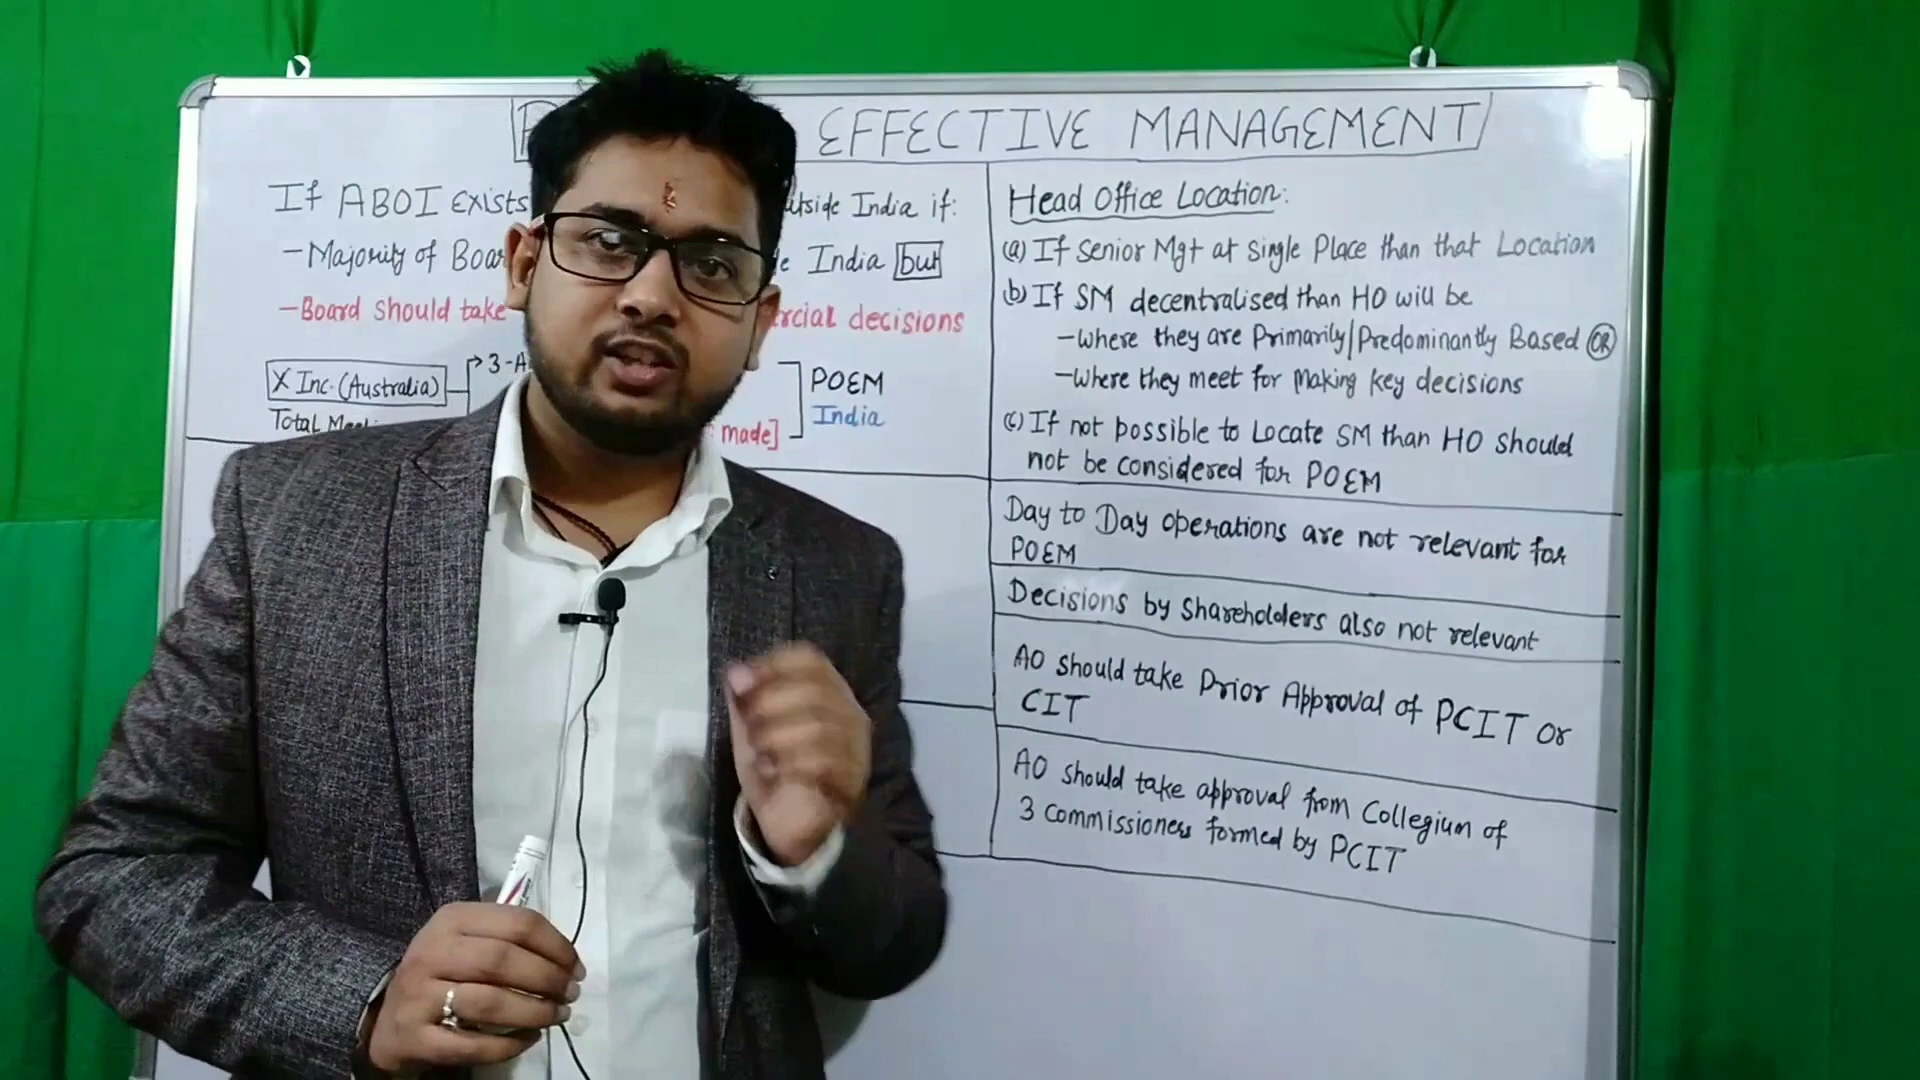 EFFECTIVE MANAGEMENT
If ABOI Exists
utside India if:
-Majority of Boar
India but
-Board Should take
rcial decisions
X Inc. (Australia)
3-A
POEM
Total
India
made]
Head Office Location:
(a) If Senior Mgt at Single Place than that Location
(b) If SM decentralised than HO will be
-Where they are Primarily/Predominantly Based OR
-Where they meet for Making key decisions
(c) If not possible to Locate SM than HO should
not be considered for POEM
Day to Day operations are not relevant for
POEM
Decisions by Shareholders also not relevant
AO should take Prior Approval of PCIT or
CIT
AO should take approval from Collegium of
3 Commissioners formed by PCIT